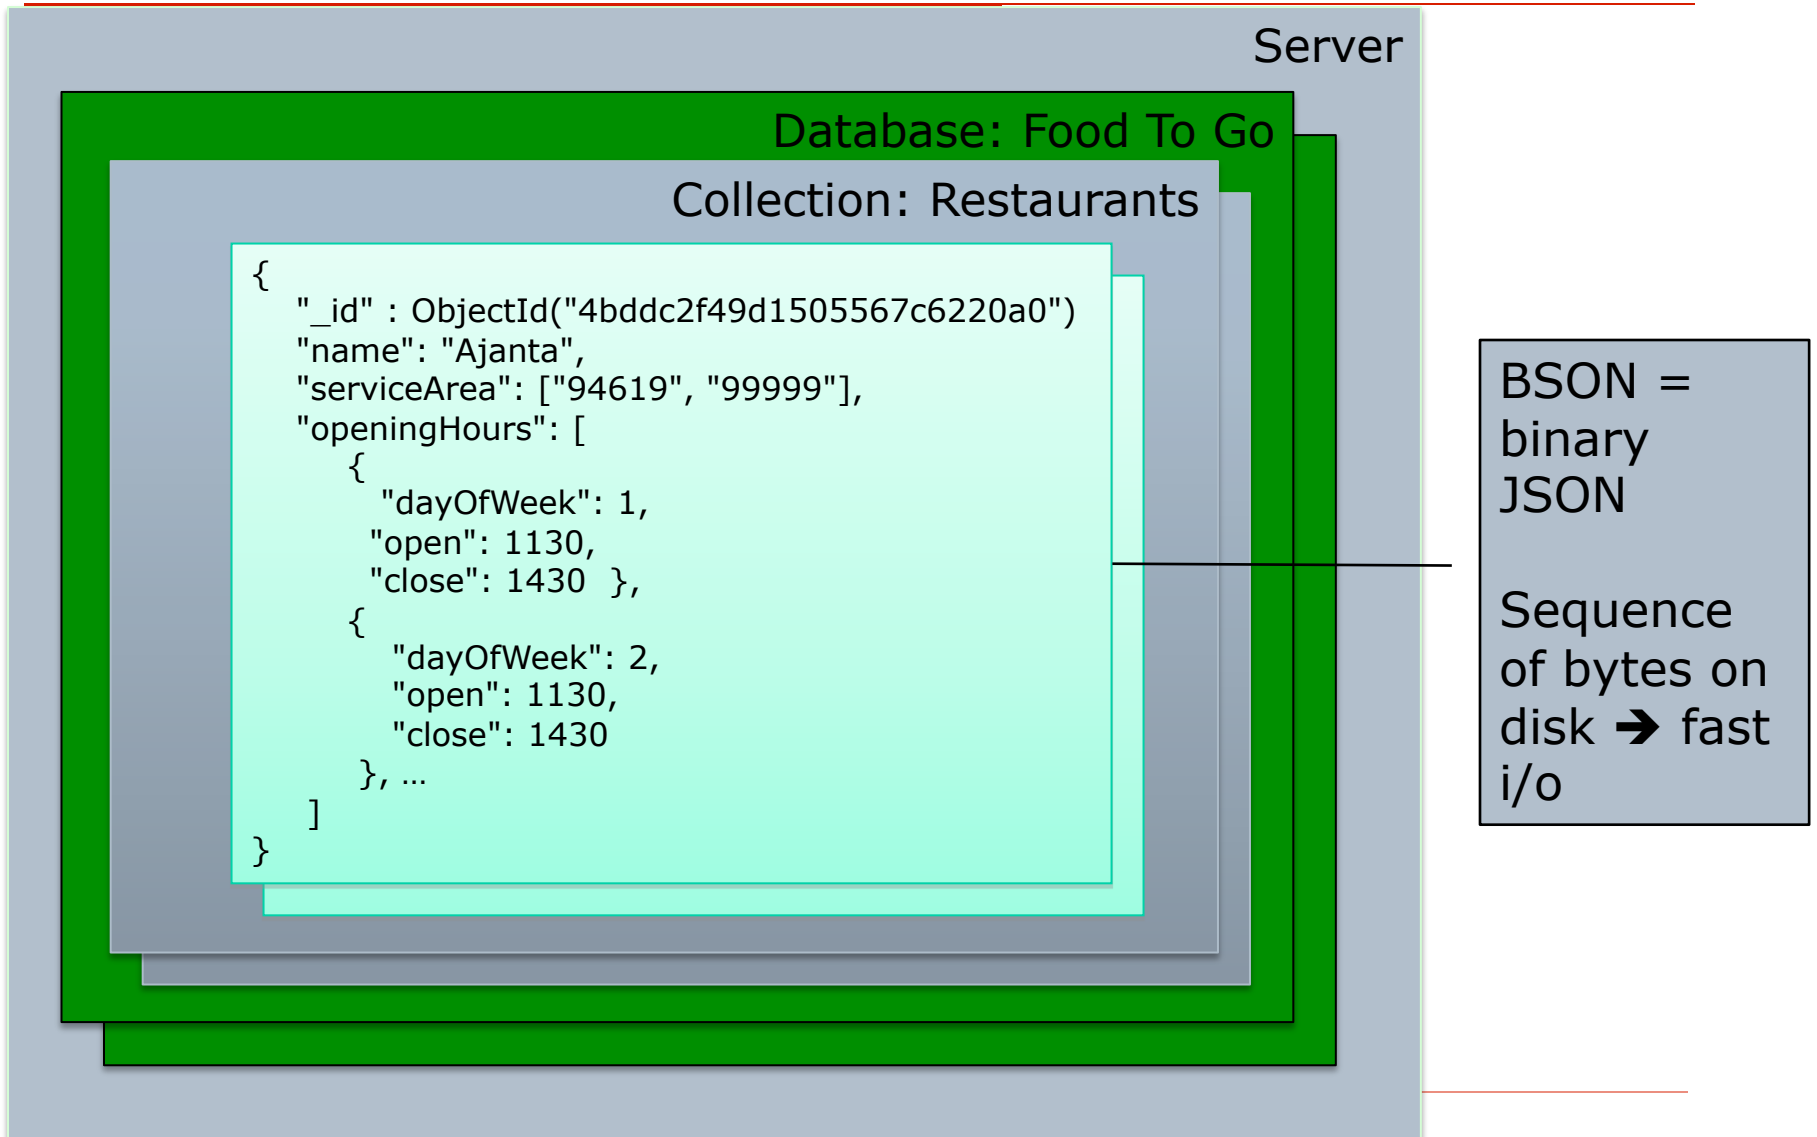 Server
Database: Food To Go
Collection: Restaurants
{
"_id" : ObjectId("4bddc2f49d1505567c6220a0")
"name": "Ajanta",
"serviceArea": ["94619", "99999"],
"openingHours": [
{
"dayOfWeek": 1,
"open": 1130,
"close": 1430  },
{
"dayOfWeek": 2,
"open": 1130,
"close": 1430
}, …
]
}
BSON =
binary
JSON
Sequence
of bytes on
disk ➔ fast
i/o